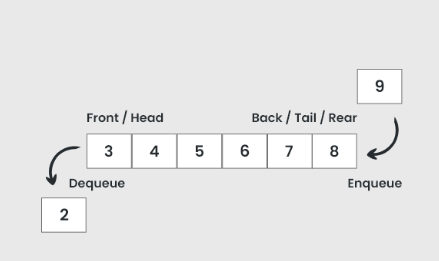 9
Front / Head Back / Tail / Rear
3 4 5 6 7 8
Dequeue Enqueue
2